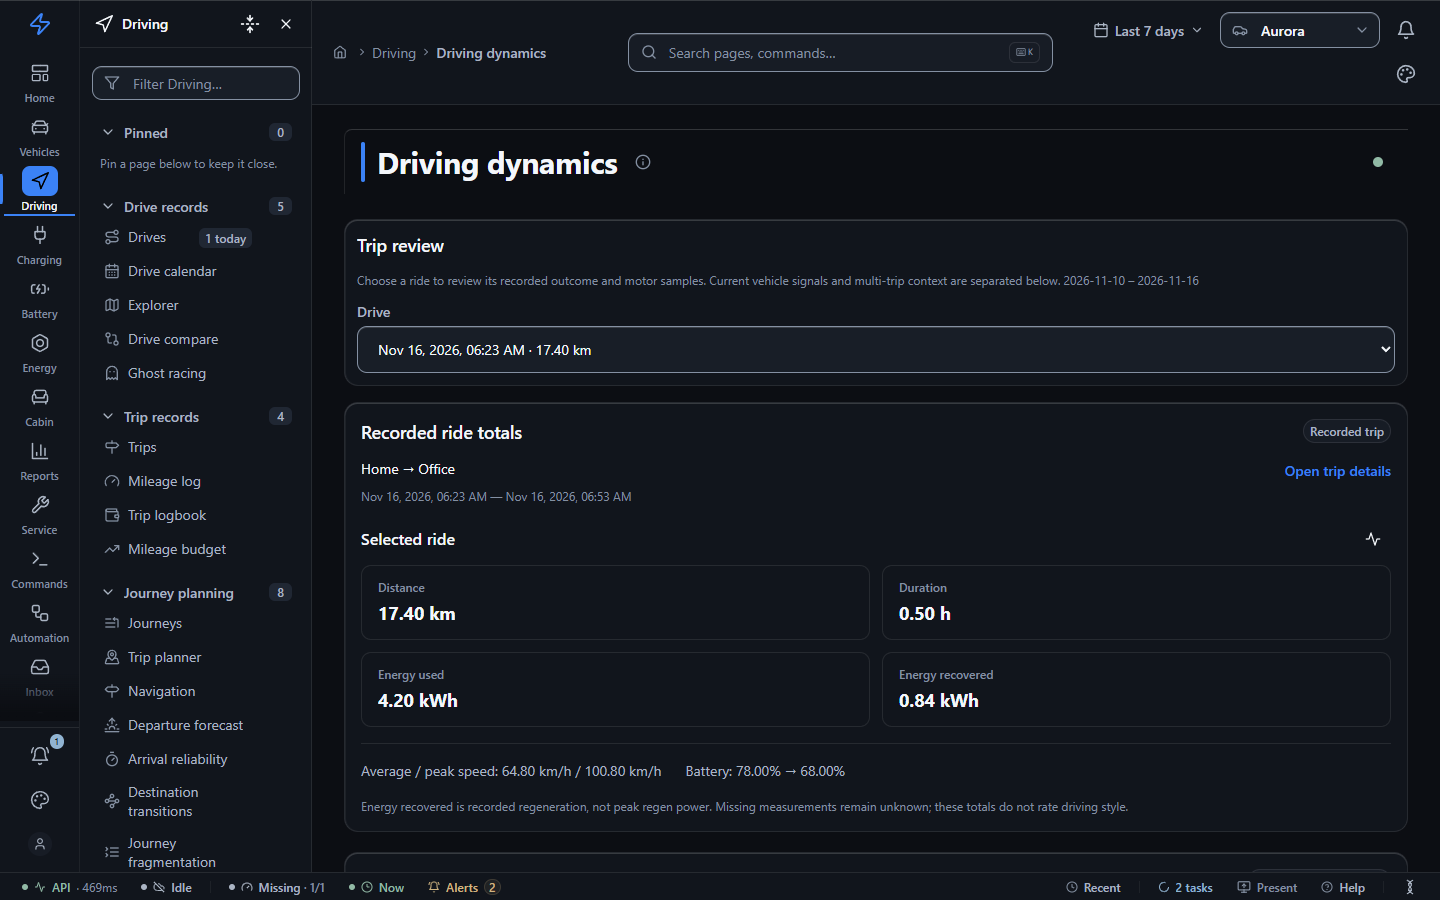 Home
Vehicles
Driving
Charging
Battery
Energy
Cabin
Reports
Service
Commands
Automation
Inbox
1
Driving
Filter Driving...
Pinned 0
Pin a page below to keep it close.
Drive records 5
Drives 1 today
Drive calendar
Explorer
Drive compare
Ghost racing
Trip records 4
Trips
Mileage log
Trip logbook
Mileage budget
Journey planning 8
Journeys
Trip planner
Navigation
Departure forecast
Arrival reliability
Destination
transitions
Journey
fragmentation
Driving Driving dynamics
Search pages, commands... K
Last 7 days
Aurora
Driving dynamics
Trip review
Choose a ride to review its recorded outcome and motor samples. Current vehicle signals and multi-trip context are separated below. 2026-11-10 – 2026-11-16
Drive
Nov 16, 2026, 06:23 AM · 17.40 km
Recorded ride totals
Recorded trip
Home → Office
Open trip details
Nov 16, 2026, 06:23 AM — Nov 16, 2026, 06:53 AM
Selected ride
Distance
17.40 km
Duration
0.50 h
Energy used
4.20 kWh
Energy recovered
0.84 kWh
Average / peak speed: 64.80 km/h / 100.80 km/h Battery: 78.00% → 68.00%
Energy recovered is recorded regeneration, not peak regen power. Missing measurements remain unknown; these totals do not rate driving style.
API · 469ms Idle Missing · 1/1 Now Alerts 2 Recent 2 tasks Present Help